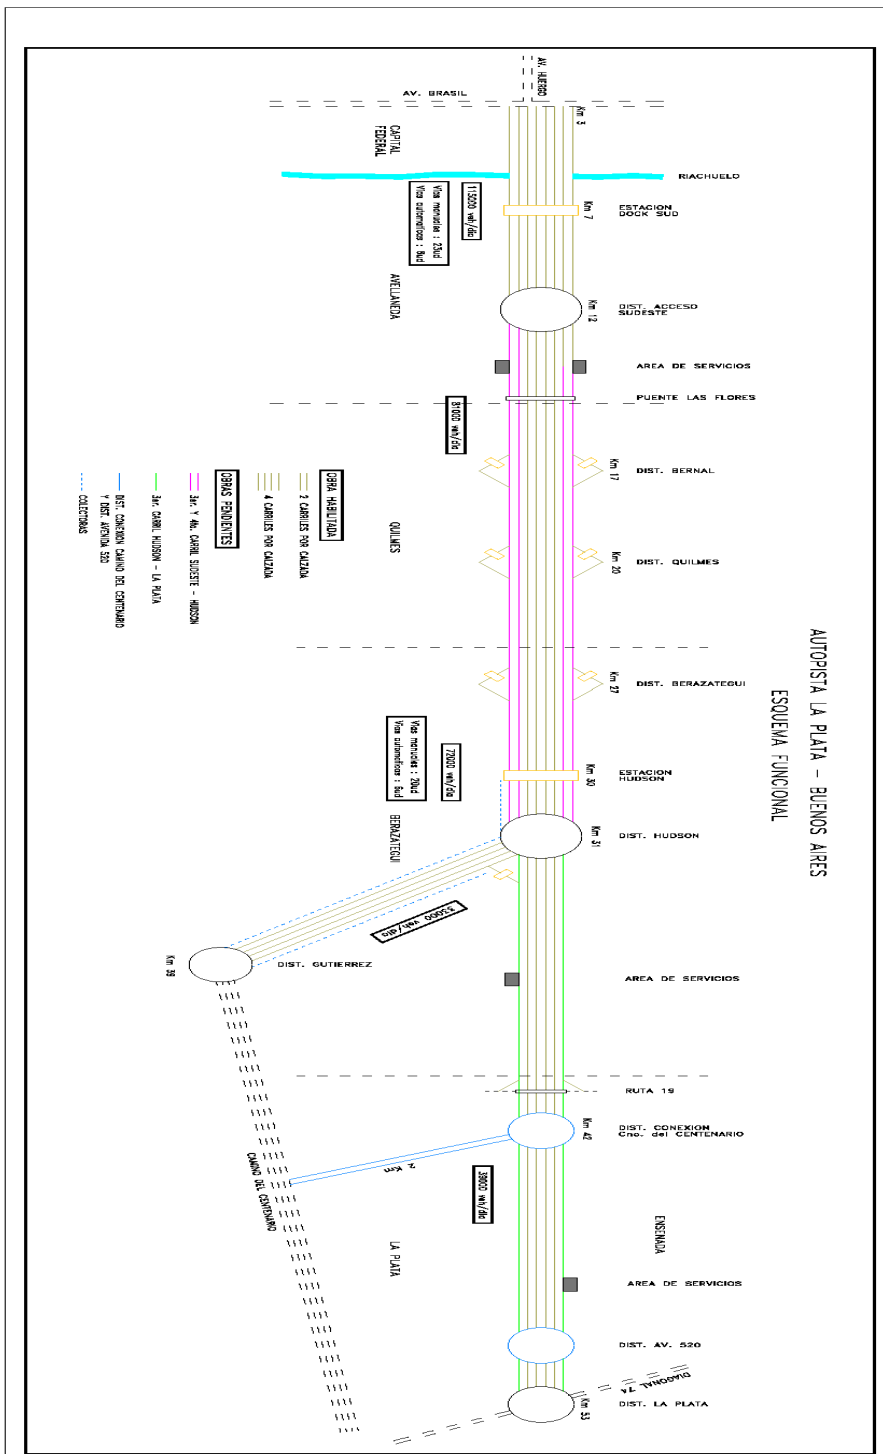 AUTOPISTA LA PLATA - BUENOS AIRES
ESQUEMA FUNCIONAL
AV. HUERGO
AV. BRASIL
Km 3
CAPITAL
FEDERAL
RIACHUELO
115000 veh/dia
Vias manuales : 23ud
Vias automaticas : 8ud
Km 7
ESTACION
DOCK SUD
AVELLANEDA
Km 12
DIST. ACCESO
SUDESTE
AREA DE SERVICIOS
PUENTE LAS FLORES
81000 veh/dia
Km 17
DIST. BERNAL
QUILMES
Km 20
DIST. QUILMES
Km 27
DIST. BERAZATEGUI
72000 veh/dia
Vias manuales : 20ud
Vias automaticas : 6ud
Km 30
ESTACION
HUDSON
BERAZATEGUI
Km 31
DIST. HUDSON
33000 veh/dia
Km 39
DIST. GUTIERREZ
AREA DE SERVICIOS
RUTA 19
Km 42
DIST. CONEXION
Cno. del CENTENARIO
2 Km
CAMINO DEL CENTENARIO
39000 veh/dia
ENSENADA
LA PLATA
AREA DE SERVICIOS
DIST. AV. 520
DIAGONAL 74
Km 53
DIST. LA PLATA
OBRA HABILITADA
2 CARRILES POR CALZADA
4 CARRILES POR CALZADA
OBRAS PENDIENTES
3er. Y 4to. CARRIL SUDESTE - HUDSON
3er. CARRIL HUDSON - LA PLATA
DIST. CONEXION CAMINO DEL CENTENARIO
Y DIST. AVENIDA 520
COLECTORAS